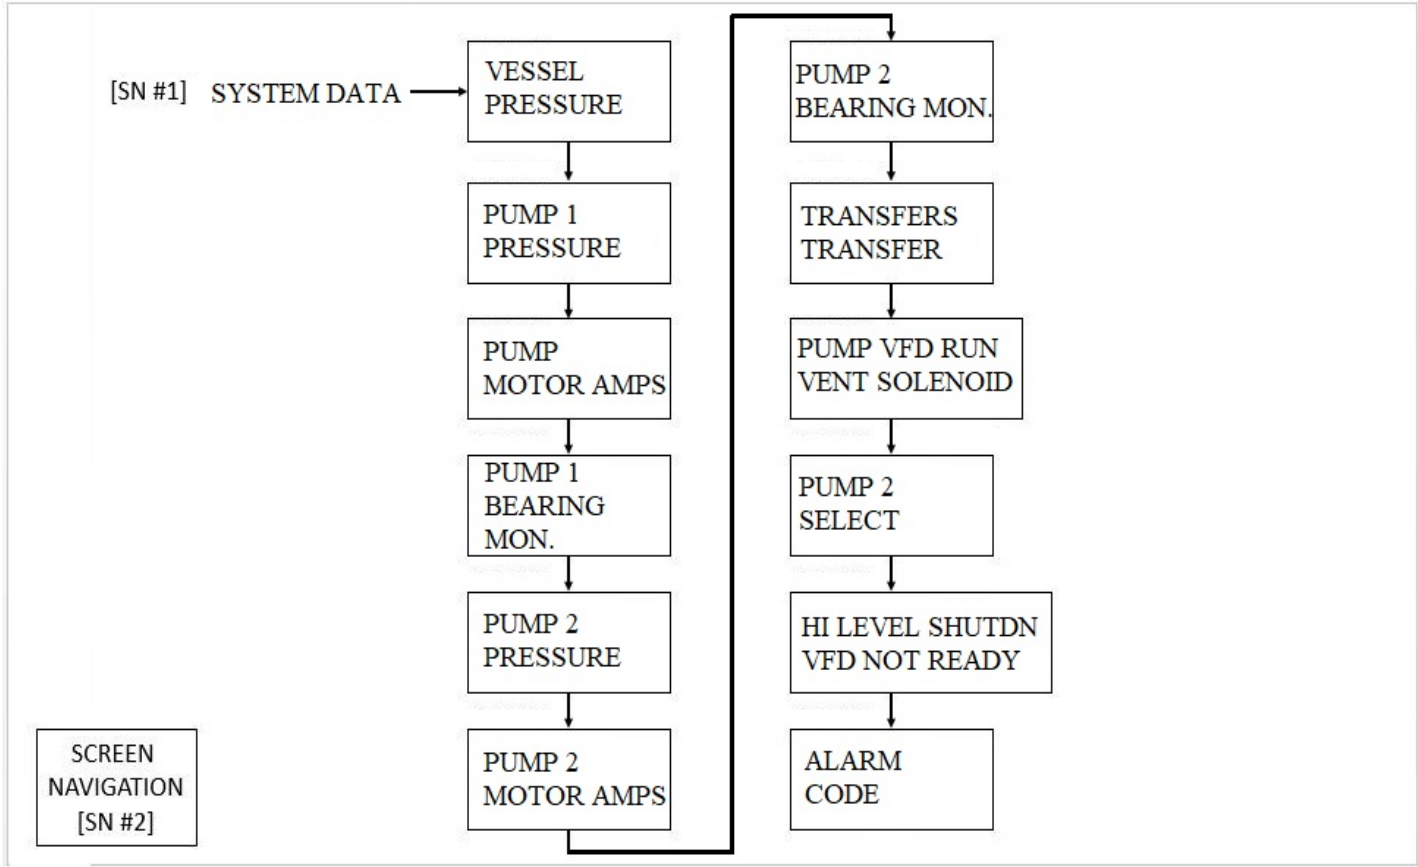 [SN #1] SYSTEM DATA
VESSEL
PRESSURE
PUMP 1
PRESSURE
PUMP
MOTOR AMPS
PUMP 1
BEARING
MON.
PUMP 2
PRESSURE
PUMP 2
MOTOR AMPS
PUMP 2
BEARING MON.
TRANSFERS
TRANSFER
PUMP VFD RUN
VENT SOLENOID
PUMP 2
SELECT
HI LEVEL SHUTDN
VFD NOT READY
ALARM
CODE
SCREEN
NAVIGATION
[SN #2]